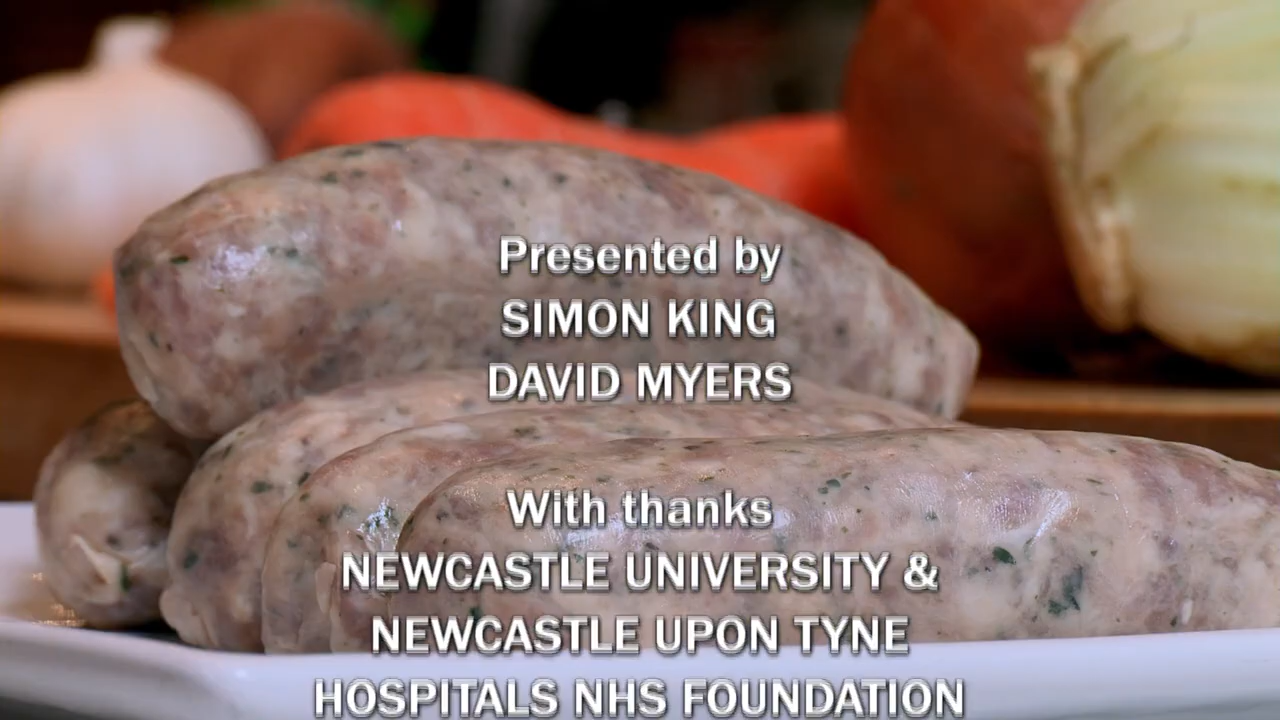 Presented by
SIMON KING
DAVID MYERS
With thanks
NEWCASTLE UNIVERSITY &
NEWCASTLE UPON TYNE
HOSPITALS NHS FOUNDATION